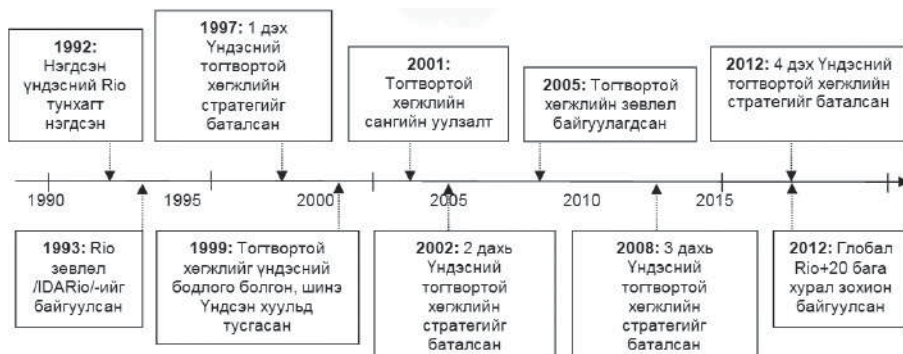 1992:
Нэгдсэн
үндэсний Rio
тунхагт
нэгдсэн
1997: 1 дэх
Үндэсний
тогтвортой
хөгжлийн
стратегийг
баталсан
2001:
Тогтвортой
хөгжлийн
сангийн уулзалт
2005: Тогтвортой
хөгжлийн зөвлөл
байгуулагдсан
2012: 4 дэх Үндэсний
тогтвортой хөгжлийн
стратегийг баталсан
1990 1995 2000 2005 2010 2015
1993: Rio
зөвлөл
/IDARio/-ийг
байгуулсан
1999: Тогтвортой
хөгжлийг үндэсний
бодлого болгон, шинэ
Үндсэн хуульд
тусгасан
2002: 2 дахь
Үндэсний
тогтвортой
хөгжлийн
стратегийг
баталсан
2008: 3 дахь
Үндэсний
тогтвортой
хөгжлийн
стратегийг
баталсан
2012: Глобал
Rio+20 бага
хурал зохион
байгуулсан